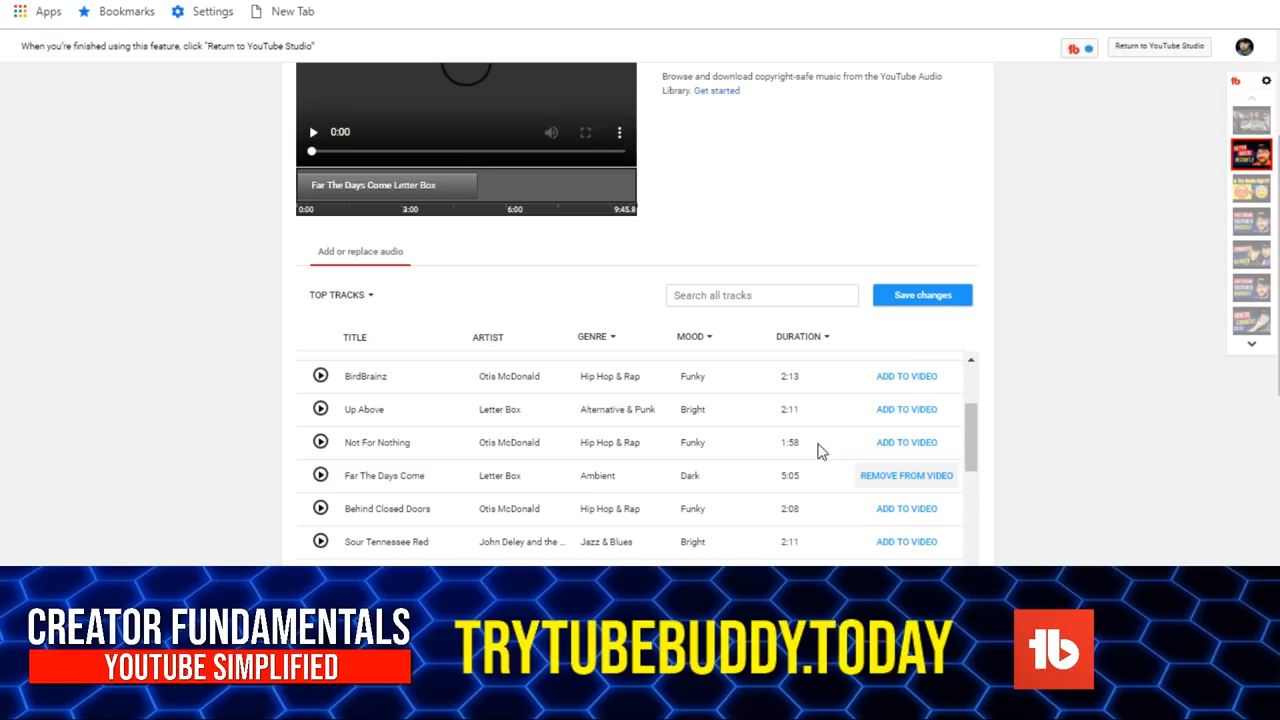 Apps Bookmarks Settings New Tab
When you're finished using this feature, click "Return to YouTube Studio"
Return to YouTube Studio
Browse and download copyright-safe music from the YouTube Audio
Library. Get started
0:00
Far The Days Come Letter Box
0:00 3:00 6:00 9:45.8
Add or replace audio
TOP TRACKS
Search all tracks
Save changes
TITLE ARTIST GENRE MOOD DURATION
BirdBrainz Otis McDonald Hip Hop & Rap Funky 2:13 ADD TO VIDEO
Up Above Letter Box Alternative & Punk Bright 2:11 ADD TO VIDEO
Not For Nothing Otis McDonald Hip Hop & Rap Funky 1:58 ADD TO VIDEO
Far The Days Come Letter Box Ambient Dark 5:05 REMOVE FROM VIDEO
Behind Closed Doors Otis McDonald Hip Hop & Rap Funky 2:08 ADD TO VIDEO
Sour Tennessee Red John Deley and the ... Jazz & Blues Bright 2:11 ADD TO VIDEO
CREATOR FUNDAMENTALS
YOUTUBE SIMPLIFIED
TRYTUBEBUDDY.TODAY
tb